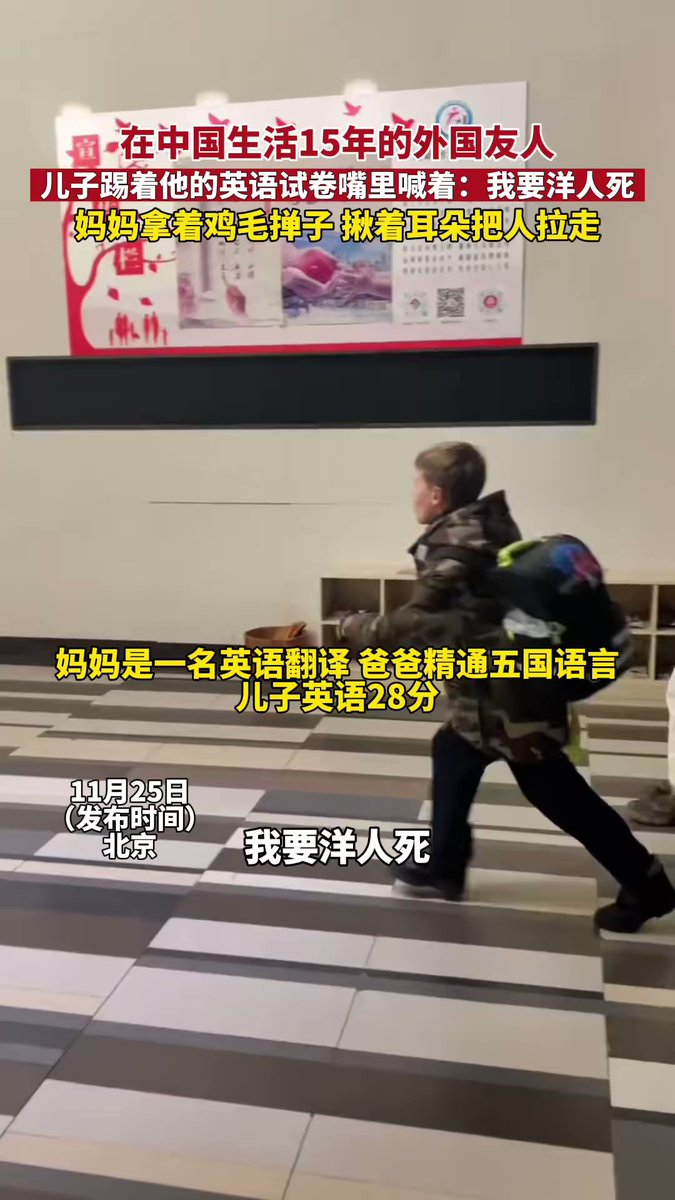 宣
栏
在中国生活15年的外国友人
儿子踢着他的英语试卷嘴里喊着：我要洋人死
妈妈拿着鸡毛掸子 揪着耳朵把人拉走
妈妈是一名英语翻译 爸爸精通五国语言
儿子英语28分
11月25日
（发布时间）
北京
我要洋人死